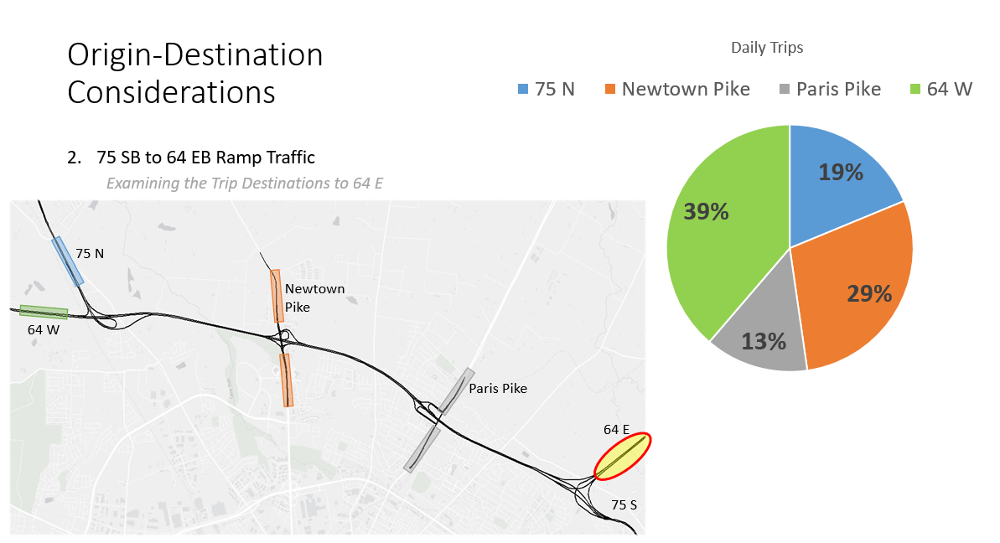 Origin-Destination
Considerations
2. 75 SB to 64 EB Ramp Traffic
Examining the Trip Destinations to 64 E
Daily Trips
75 N
Newtown Pike
Paris Pike
64 W
19%
39%
29%
13%
75 N
Newtown
Pike
64 W
Paris Pike
64 E
75 S